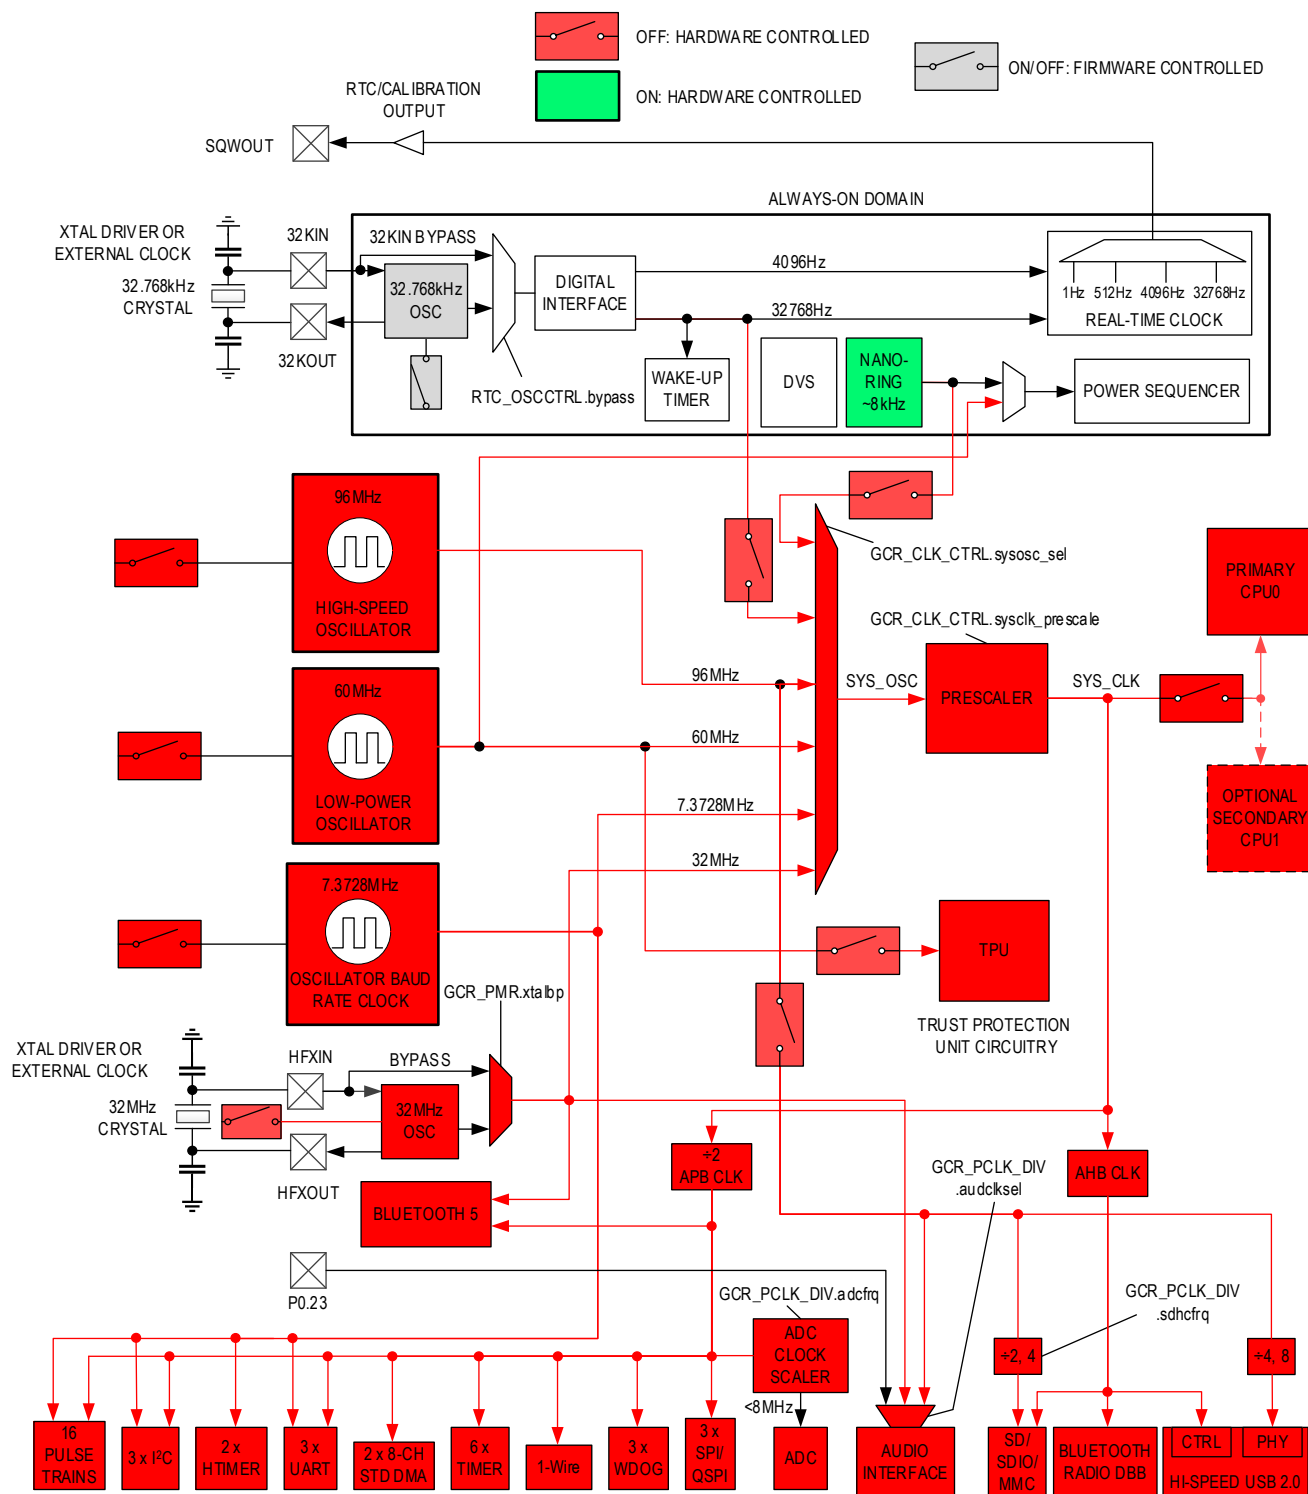 OFF: HARDWARE CONTROLLED
ON/OFF: FIRMWARE CONTROLLED
ON: HARDWARE CONTROLLED
RTC/CALIBRATION
OUTPUT
SQWOUT
ALWAYS-ON DOMAIN
XTAL DRIVER OR
EXTERNAL CLOCK
32KIN
32KIN BYPASS
32.768kHz
CRYSTAL
32KOUT
32.768kHz
OSC
RTC_OSCCTRL.bypass
DIGITAL
INTERFACE
4096Hz
32768Hz
1Hz
512Hz
4096Hz
32768Hz
REAL-TIME CLOCK
WAKE-UP
TIMER
DVS
NANO-
RING
~8kHz
POWER SEQUENCER
96MHz
HIGH-SPEED
OSCILLATOR
GCR_CLK_CTRL.sysosc_sel
PRIMARY
CPU0
GCR_CLK_CTRL.sysclk_prescale
60MHz
LOW-POWER
OSCILLATOR
96MHz
SYS_OSC
PRESCALER
SYS_CLK
60MHz
OPTIONAL
SECONDARY
CPU1
7.3728MHz
32MHz
7.3728MHz
OSCILLATOR BAUD
RATE CLOCK
TPU
TRUST PROTECTION
UNIT CIRCUITRY
GCR_PMR.xtalbp
XTAL DRIVER OR
EXTERNAL CLOCK
HFXIN
BYPASS
32MHz
CRYSTAL
32MHz
OSC
HFXOUT
÷2
APB CLK
AHB CLK
GCR_PCLK_DIV
.audclksel
BLUETOOTH 5
P0.23
GCR_PCLK_DIV.adcfrq
GCR_PCLK_DIV
.sdhcfrq
ADC
CLOCK
SCALER
÷2, 4
÷4, 8
<8MHz
16
PULSE
TRAINS
3 x I²C
2 x
HTIMER
3 x
UART
2 x 8-CH
STD DMA
6 x
TIMER
1-Wire
3 x
WDOG
3 x
SPI/
QSPI
ADC
AUDIO
INTERFACE
SD/
SDIO/
MMC
BLUETOOTH
RADIO DBB
CTRL
PHY
HI-SPEED USB 2.0